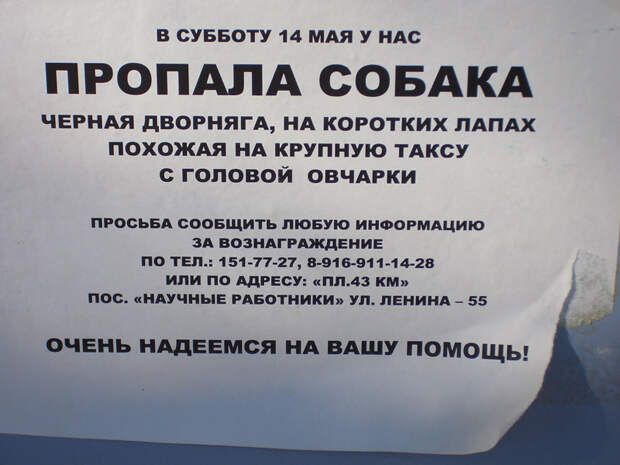 В СУББОТУ 14 МАЯ У НАС
ПРОПАЛА СОБАКА
ЧЕРНАЯ ДВОРНЯГА, НА КОРОТКИХ ЛАПАХ
ПОХОЖАЯ НА КРУПНУЮ ТАКСУ
С ГОЛОВОЙ ОВЧАРКИ
ПРОСЬБА СООБЩИТЬ ЛЮБУЮ ИНФОРМАЦИЮ
ЗА ВОЗНАГРАЖДЕНИЕ
ПО ТЕЛ.: 151-77-27, 8-916-911-14-28
ИЛИ ПО АДРЕСУ: «ПЛ.43 КМ»
ПОС. «НАУЧНЫЕ РАБОТНИКИ» УЛ. ЛЕНИНА – 55
ОЧЕНЬ НАДЕЕМСЯ НА ВАШУ ПОМОЩЬ!